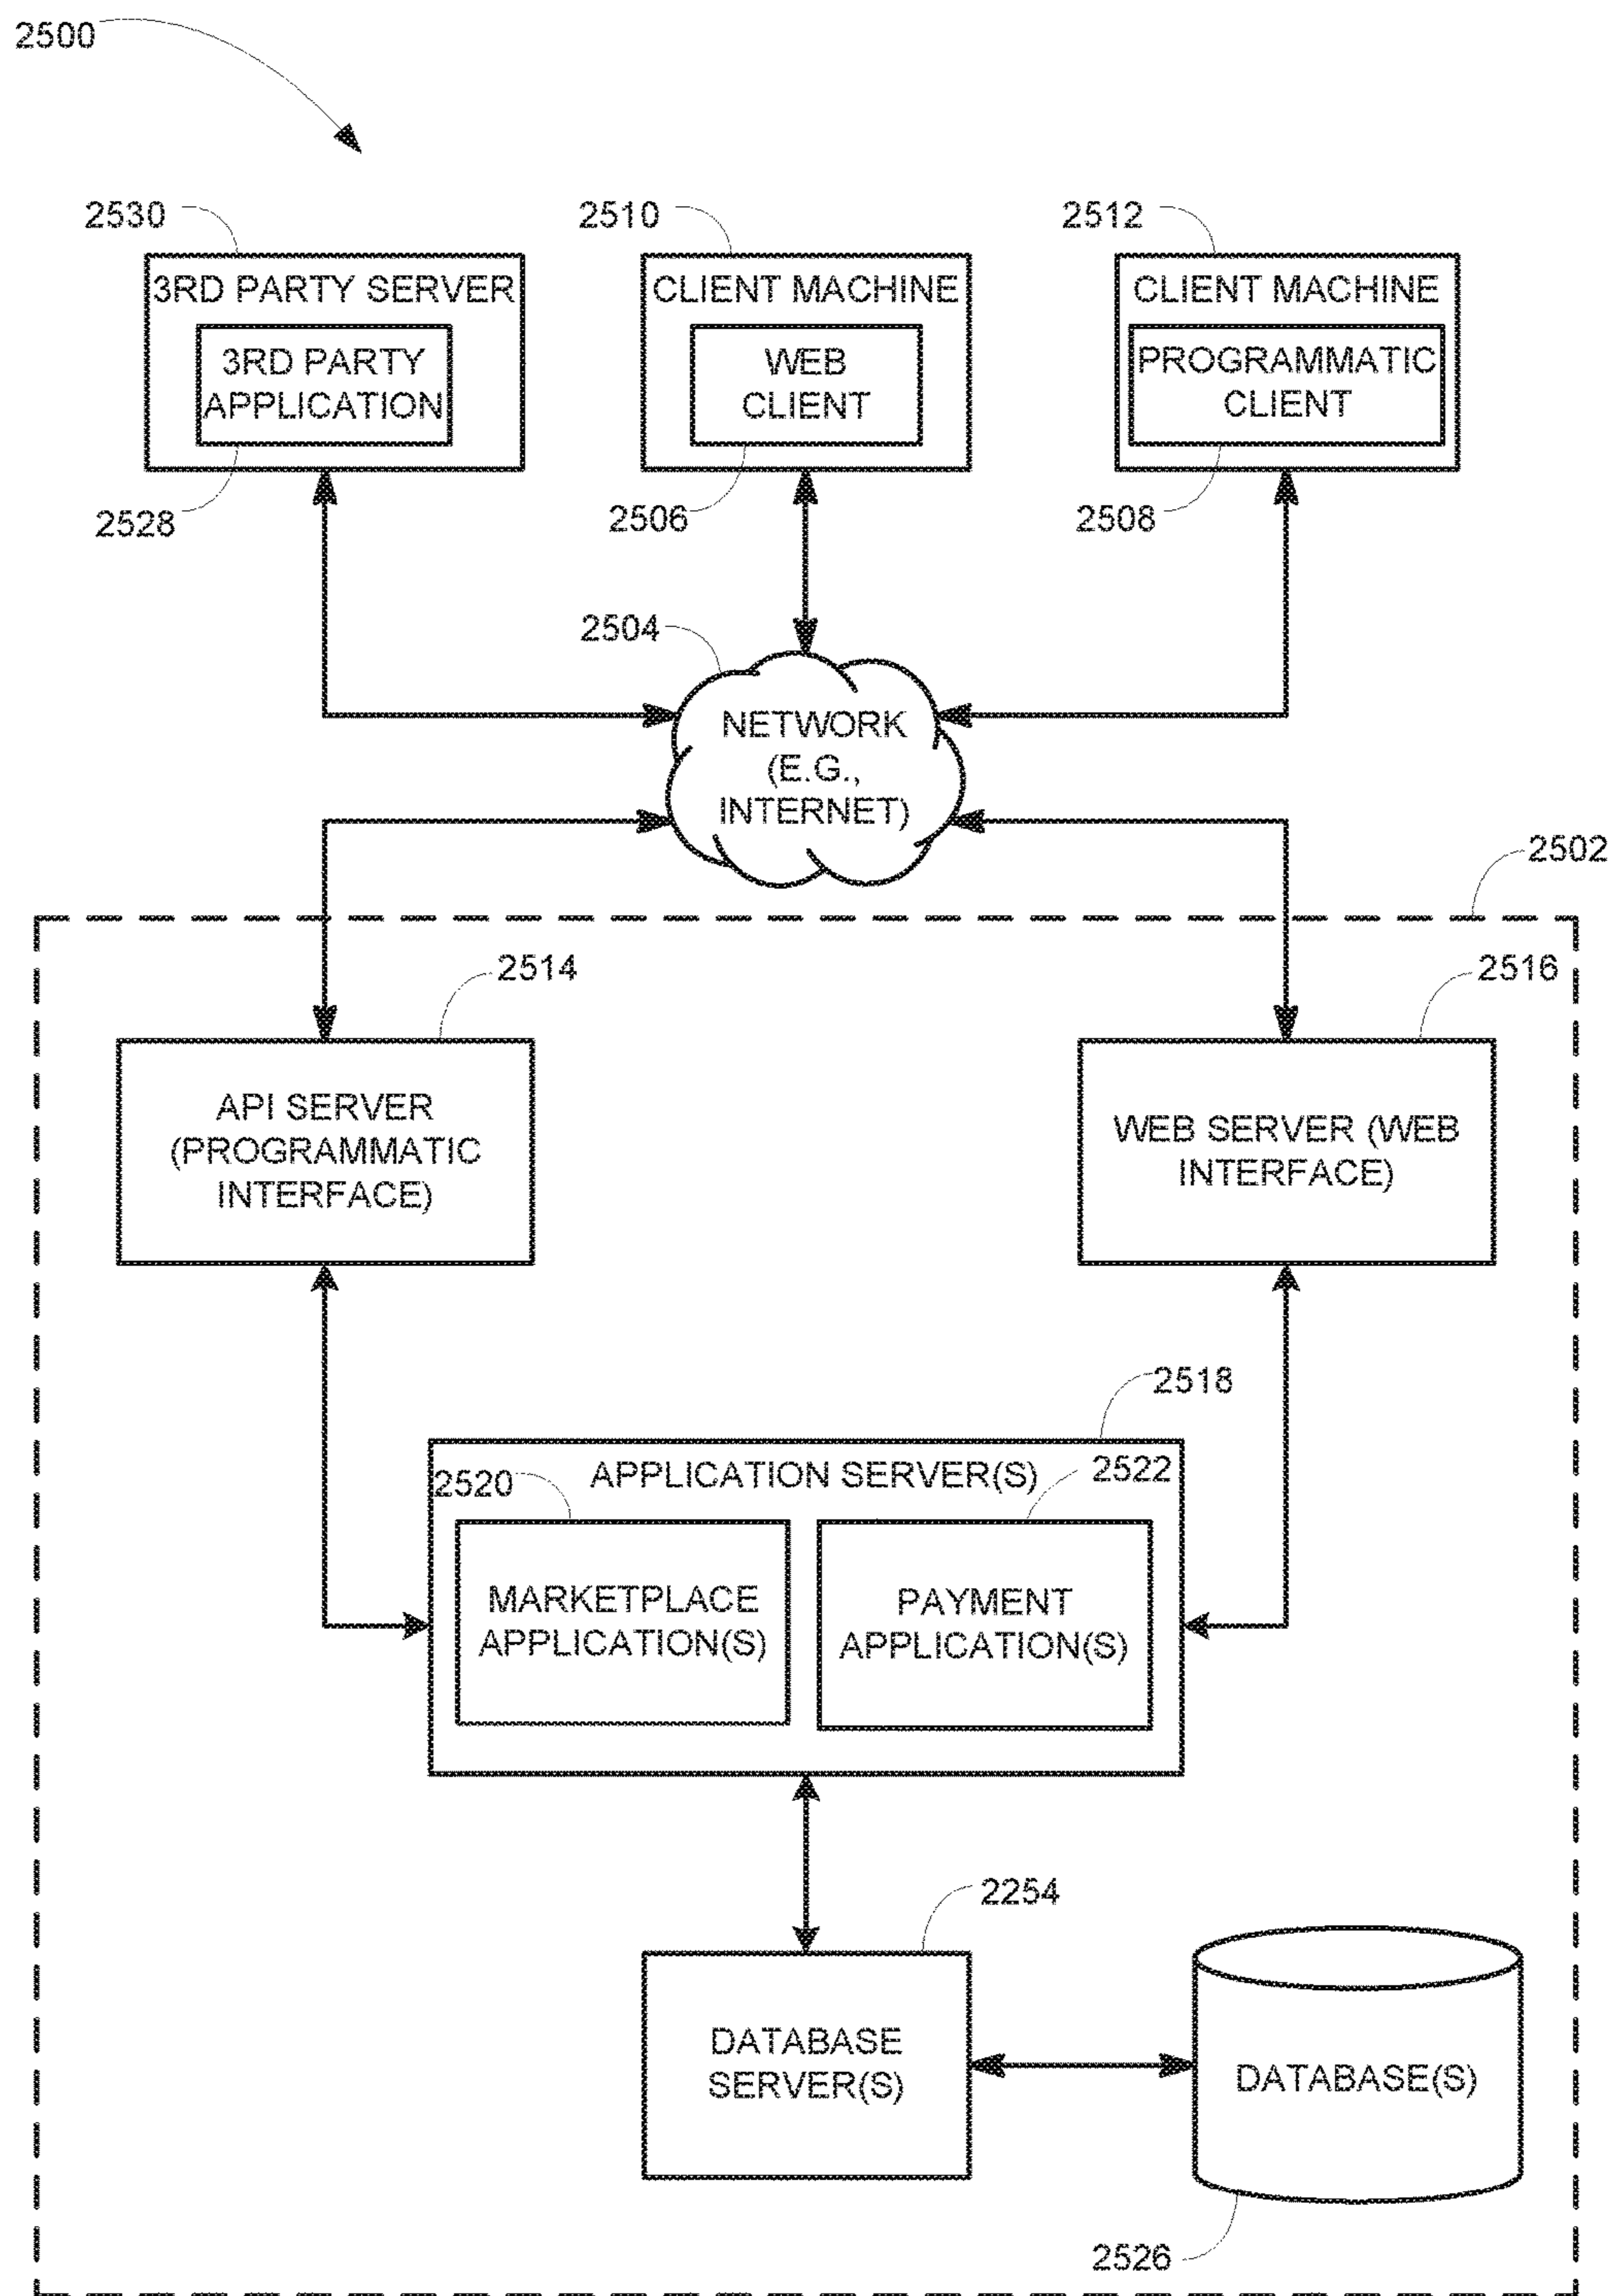 2500
2530
2510
2512
3RD PARTY SERVER
CLIENT MACHINE
CLIENT MACHINE
3RD PARTY
APPLICATION
WEB
CLIENT
PROGRAMMATIC
CLIENT
2528
2506
2508
2504
NETWORK
(E.G.,
INTERNET)
2502
2514
2516
API SERVER
(PROGRAMMATIC
INTERFACE)
WEB SERVER (WEB
INTERFACE)
2518
2520
APPLICATION SERVER(S)
2522
MARKETPLACE
APPLICATION(S)
PAYMENT
APPLICATION(S)
2254
DATABASE
SERVER(S)
DATABASE(S)
2526